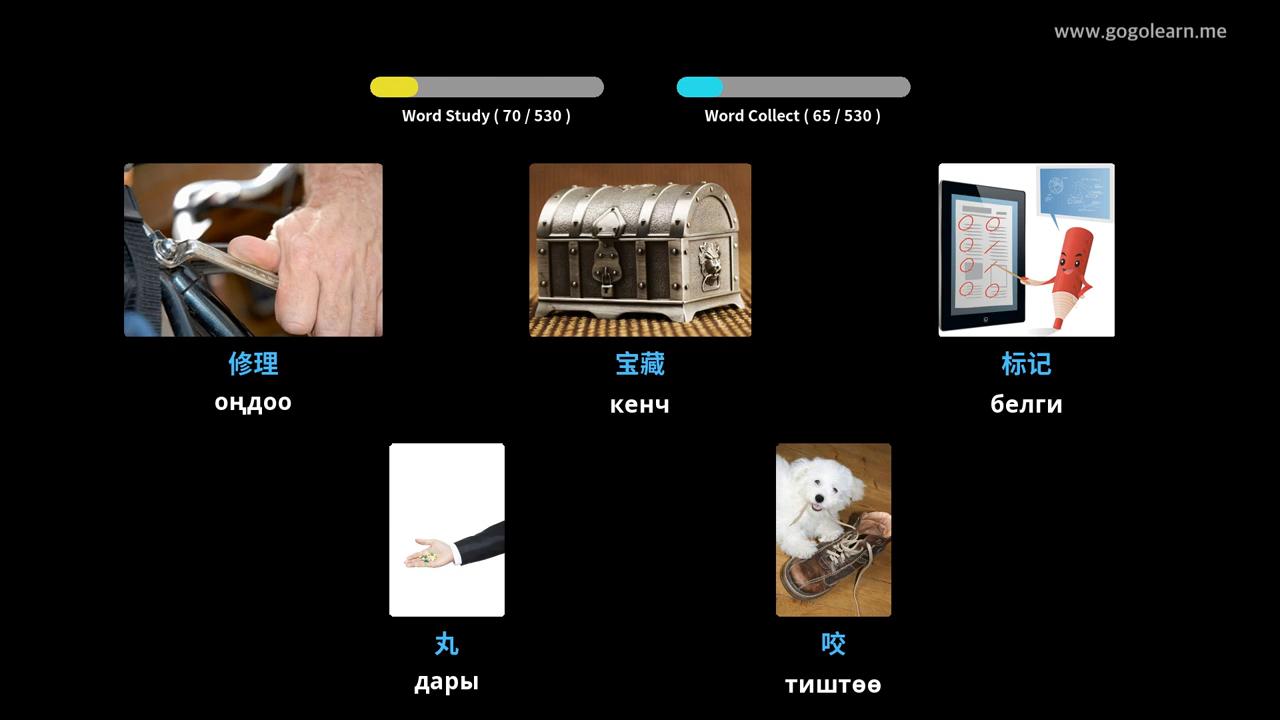 www.gogolearn.me
Word Study ( 70 / 530 )
Word Collect ( 65 / 530 )
修理
宝藏
标记
оңдоо
кенч
белги
丸
咬
дары
тиштөө